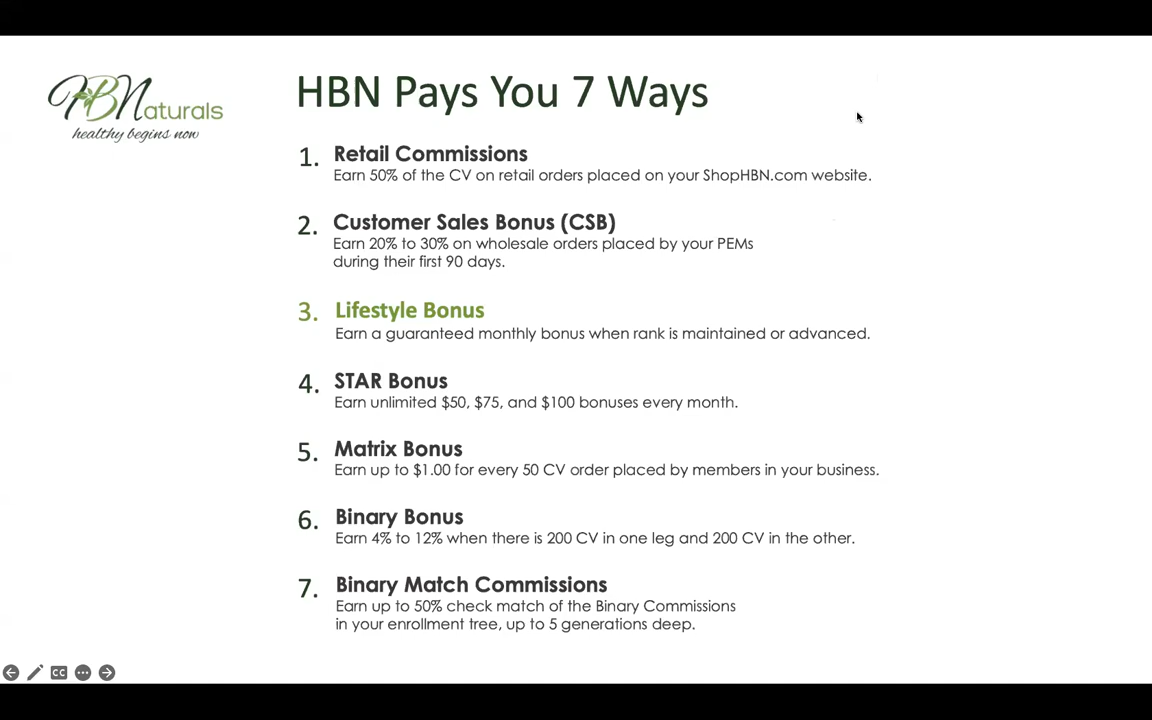 HBNaturals
healthy begins now
HBN Pays You 7 Ways
1. Retail Commissions
Earn 50% of the CV on retail orders placed on your ShopHBN.com website.
2. Customer Sales Bonus (CSB)
Earn 20% to 30% on wholesale orders placed by your PEMs
during their first 90 days.
3. Lifestyle Bonus
Earn a guaranteed monthly bonus when rank is maintained or advanced.
4. STAR Bonus
Earn unlimited $50, $75, and $100 bonuses every month.
5. Matrix Bonus
Earn up to $1.00 for every 50 CV order placed by members in your business.
6. Binary Bonus
Earn 4% to 12% when there is 200 CV in one leg and 200 CV in the other.
7. Binary Match Commissions
Earn up to 50% check match of the Binary Commissions
in your enrollment tree, up to 5 generations deep.
CC